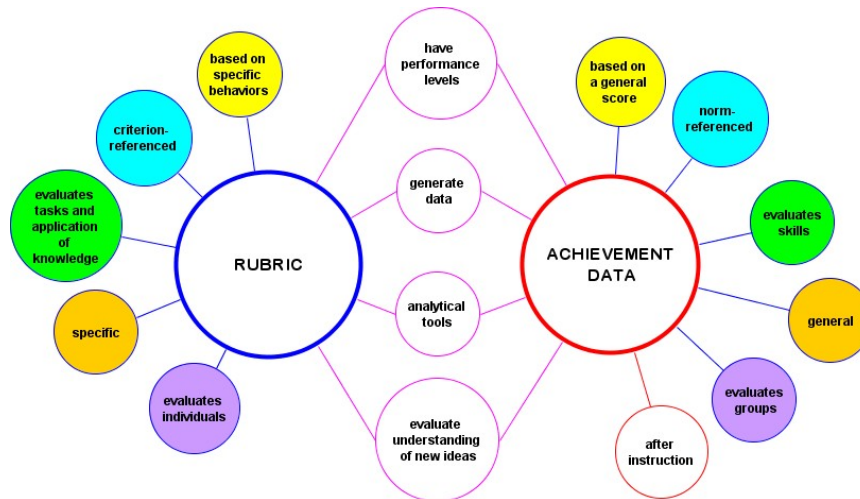 based on
specific
behaviors
criterion-
referenced
evaluates
tasks and
application
of
knowledge
specific
evaluates
individuals
RUBRIC
have
performance
levels
generate
data
analytical
tools
evaluate
understanding
of new ideas
ACHIEVEMENT
DATA
based on
a general
score
norm-
referenced
evaluates
skills
general
evaluates
groups
after
instruction